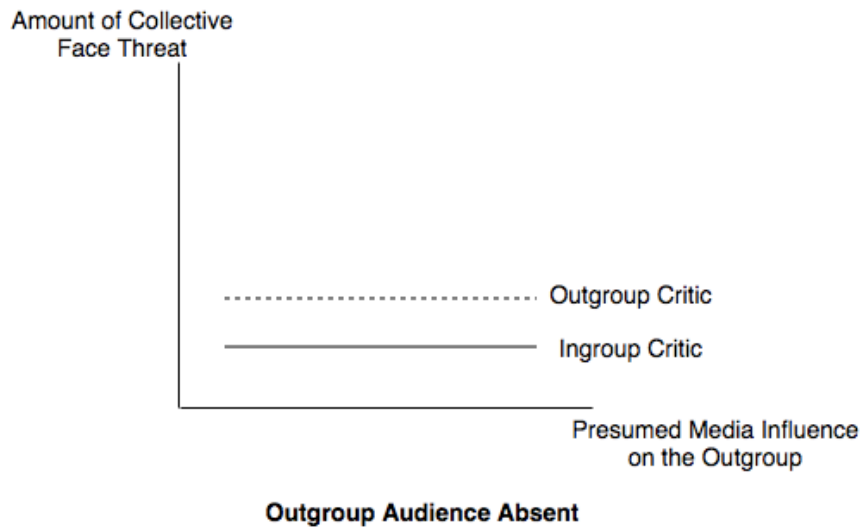 Amount of Collective
Face Threat
Outgroup Critic
Ingroup Critic
Presumed Media Influence
on the Outgroup
Outgroup Audience Absent